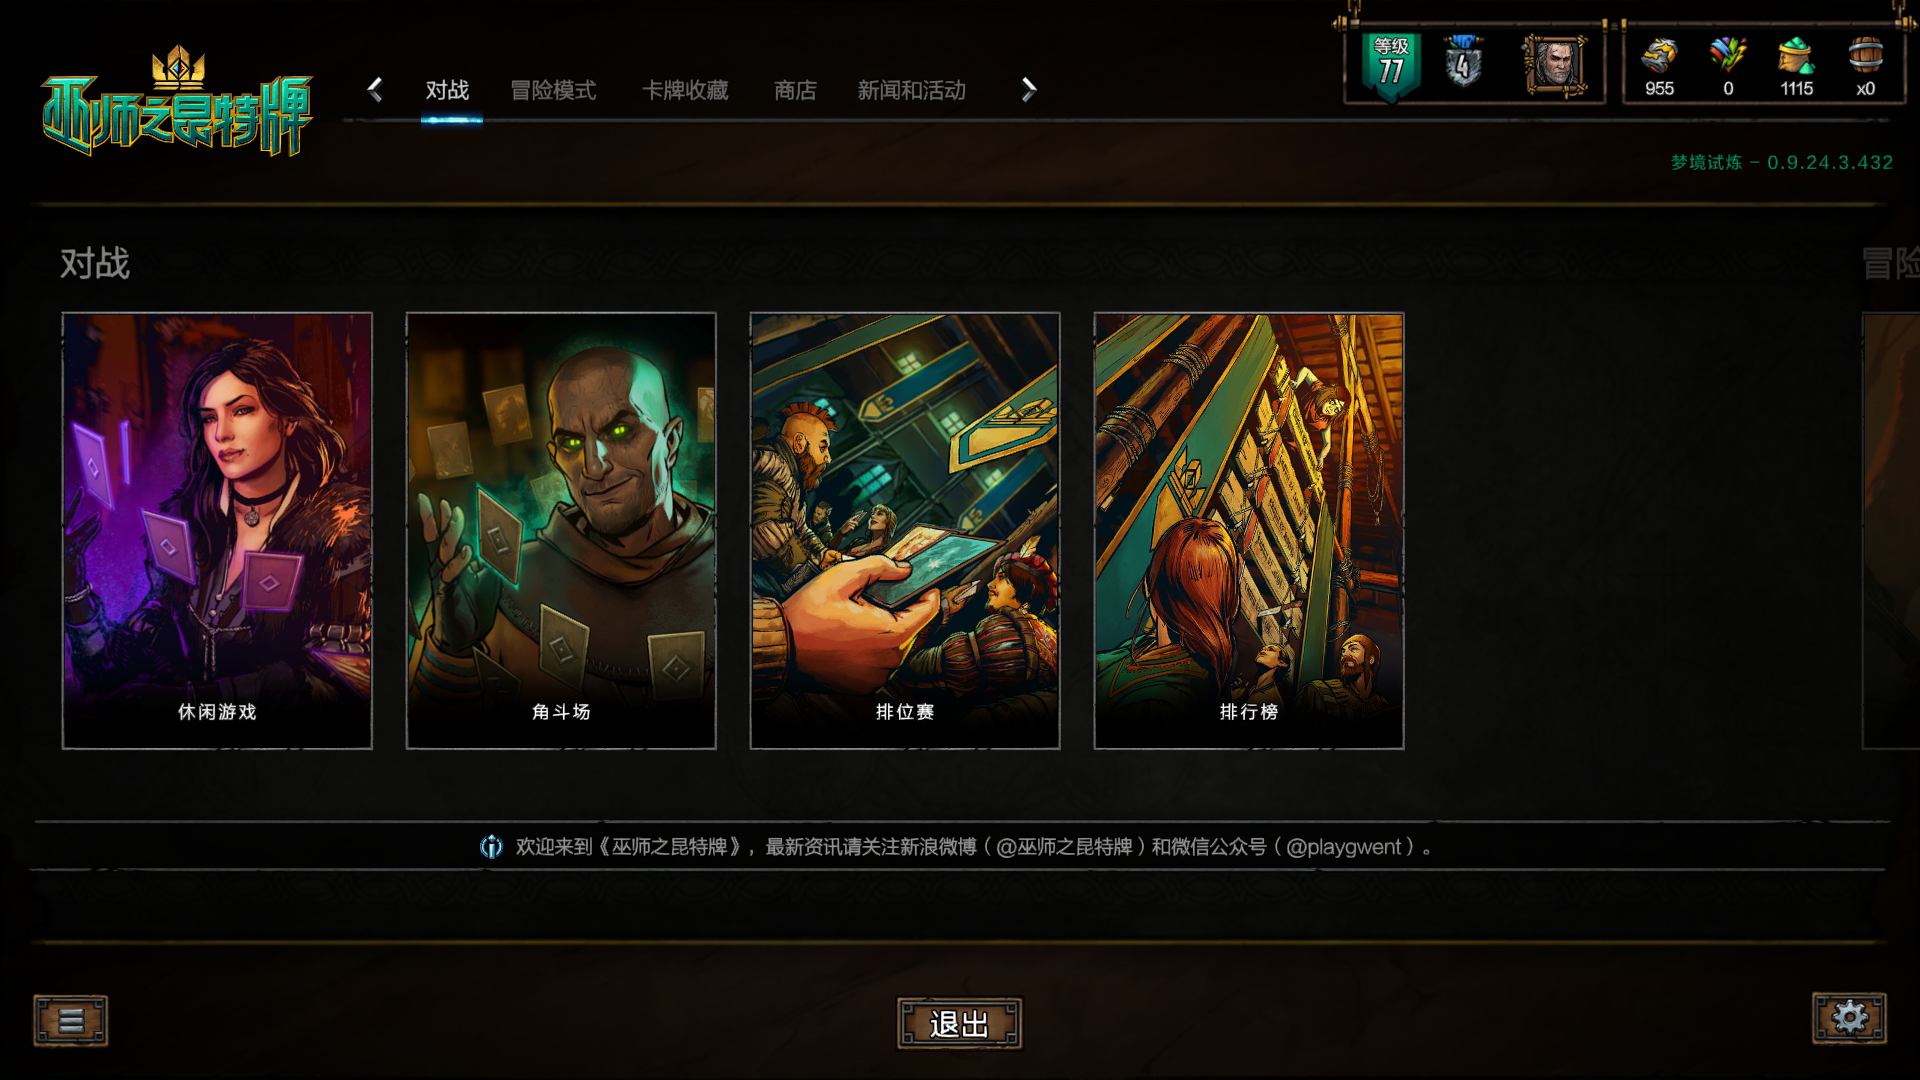 巫师之昆特牌
对战
冒险模式
卡牌收藏
商店
新闻和活动
等级
77
4
955
0
1115
x0
梦境试炼 – 0.9.24.3.432
对战
冒险
休闲游戏
角斗场
排位赛
排行榜
欢迎来到《巫师之昆特牌》，最新资讯请关注新浪微博（@巫师之昆特牌）和微信公众号（@playgwent）。
退出